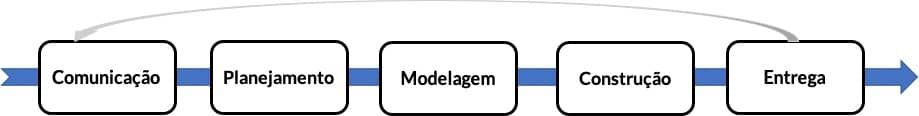 Comunicação
Planejamento
Modelagem
Construção
Entrega